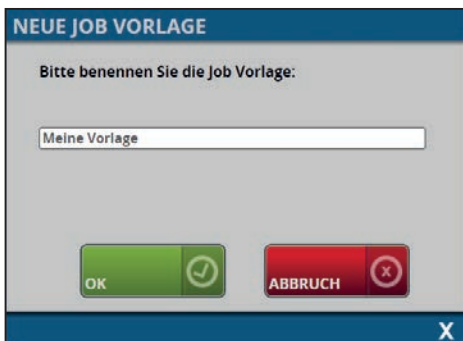 NEUE JOB VORLAGE
Bitte benennen Sie die Job Vorlage:
Meine Vorlage
OK
ABBRUCH
X